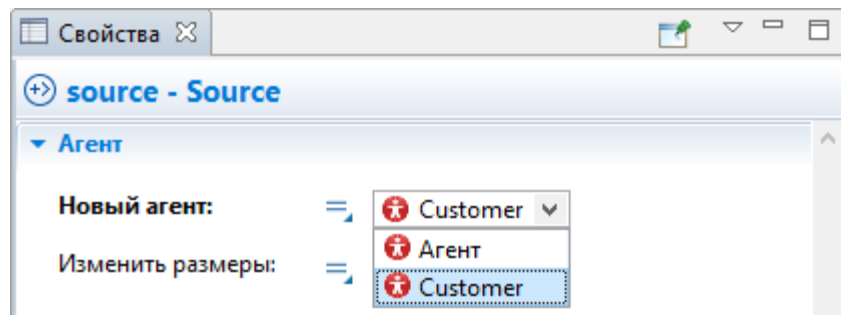 Свойства
source - Source
Агент
Новый агент: Customer
Агент
Изменить размеры:
Customer